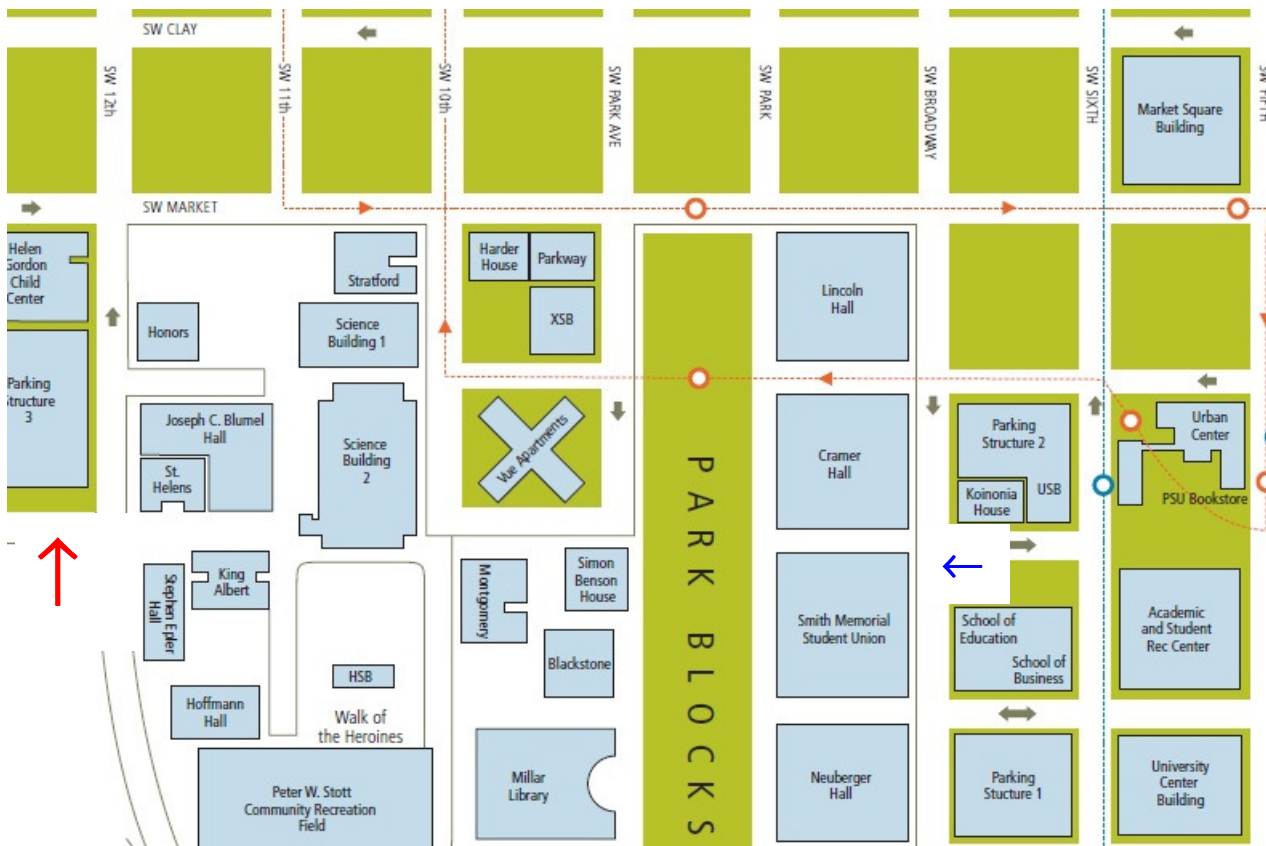 SW CLAY
SW 12th
SW 11th
SW 10th
SW PARK AVE
SW PARK
SW BROADWAY
SW SIXTH
SW FIFTH
Market Square
Building
SW MARKET
Helen
Gordon
Child
Center
Stratford
Harder
House
Parkway
Lincoln
Hall
Honors
Science
Building 1
XSB
Parking
Structure
3
Joseph C. Blumel
Hall
St.
Helens
Science
Building
2
Vue Apartments
PARK BLOCKS
Cramer
Hall
Parking
Structure 2
Koinonia
House
USB
Urban
Center
PSU Bookstore
Stephen Epler
Hall
King
Albert
Montgomery
Simon
Benson
House
Smith Memorial
Student Union
School of
Education
School of
Business
Academic
and Student
Rec Center
Blackstone
HSB
Hoffmann
Hall
Walk of
the Heroines
Peter W. Stott
Community Recreation
Field
Millar
Library
Neuberger
Hall
Parking
Stucture 1
University
Center
Building